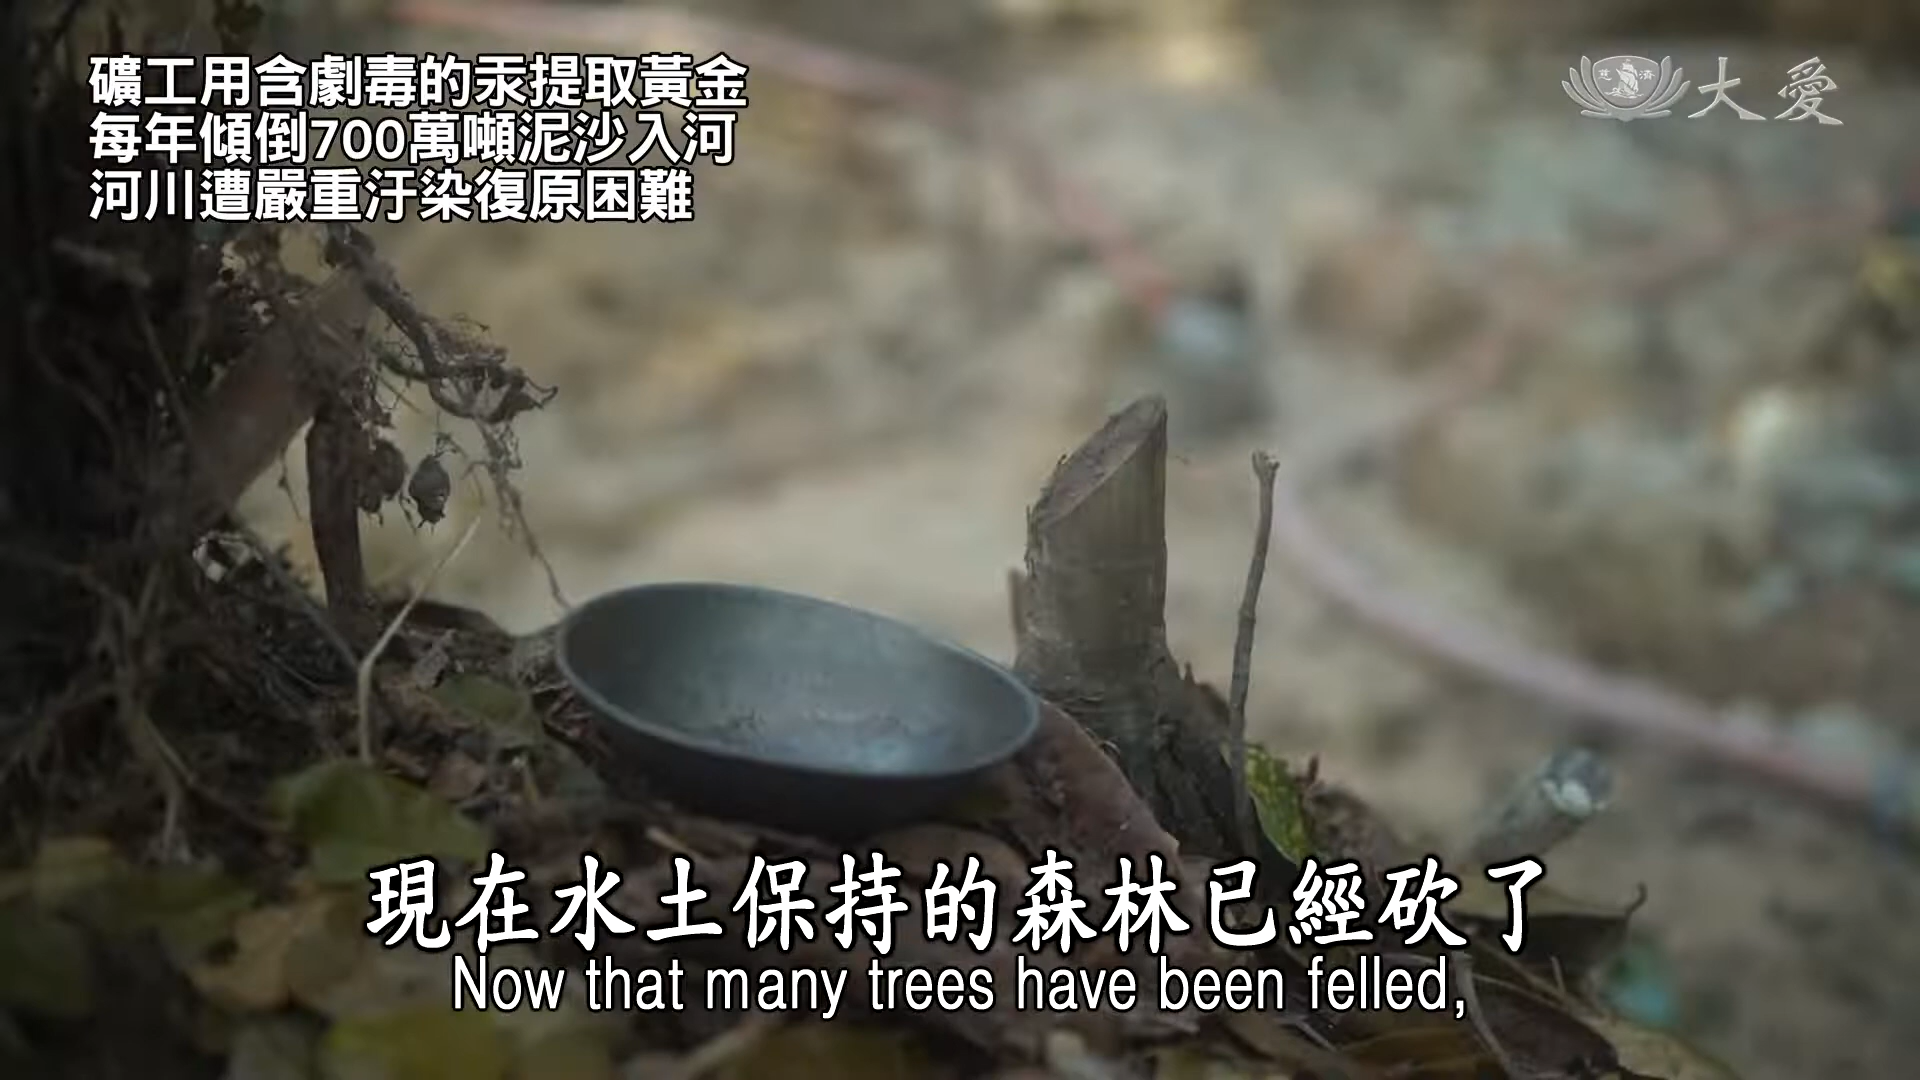 礦工用含劇毒的汞提取黃金
每年傾倒700萬噸泥沙入河
河川遭嚴重汙染復原困難
慈濟
大愛
現在水土保持的森林已經砍了
Now that many trees have been felled,